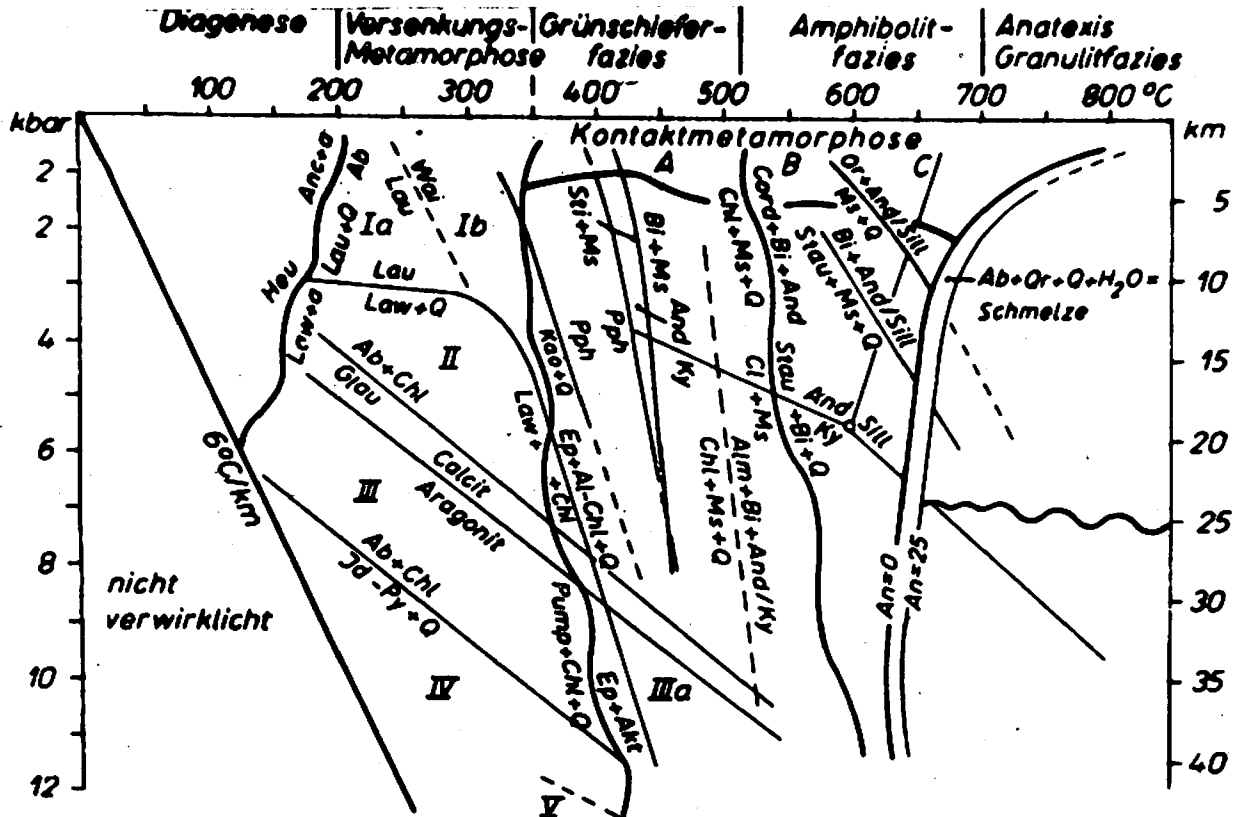 Diagenese
Versenkungs-
Metamorphose
Grünschiefer-
fazies
Amphibolit-
fazies
Anatexis
Granulitfazies
100 200 300 400 500 600 700 800 °C
kbar
km
Kontaktmetamorphose
A
B
C
2
2
4
6
8
10
12
5
10
15
20
25
30
35
40
Anc+Q
Ab
Wai
Lau
Ia
Ib
Lau+Q
Heu
Lau
Law+Q
Law+Q
II
Ab+Chl
Glau
Calcit
Aragonit
III
6°C/km
Ab+Chl
Jd-Py+Q
nicht
verwirklicht
IV
V
IIIa
Kao+Q
Pph
Law+
+Chl
Ep+Al-Chl+Q
Pump+Chl+Q
Ep+Akt
Sti+Ms
Bi+Ms
Pph
And
Ky
Chl+Ms+Q
Cord+Bi+And
Cl+Ms
Stau
+Bi+Q
Chl+Ms+Q
Alm+Bi+And/Ky
Or+And/Sill
Ms+Q
Bi+And/Sill
Stau+Ms+Q
And
Sill
Ky
Ab+Or+Q+H₂O=
Schmelze
An=0
An=25